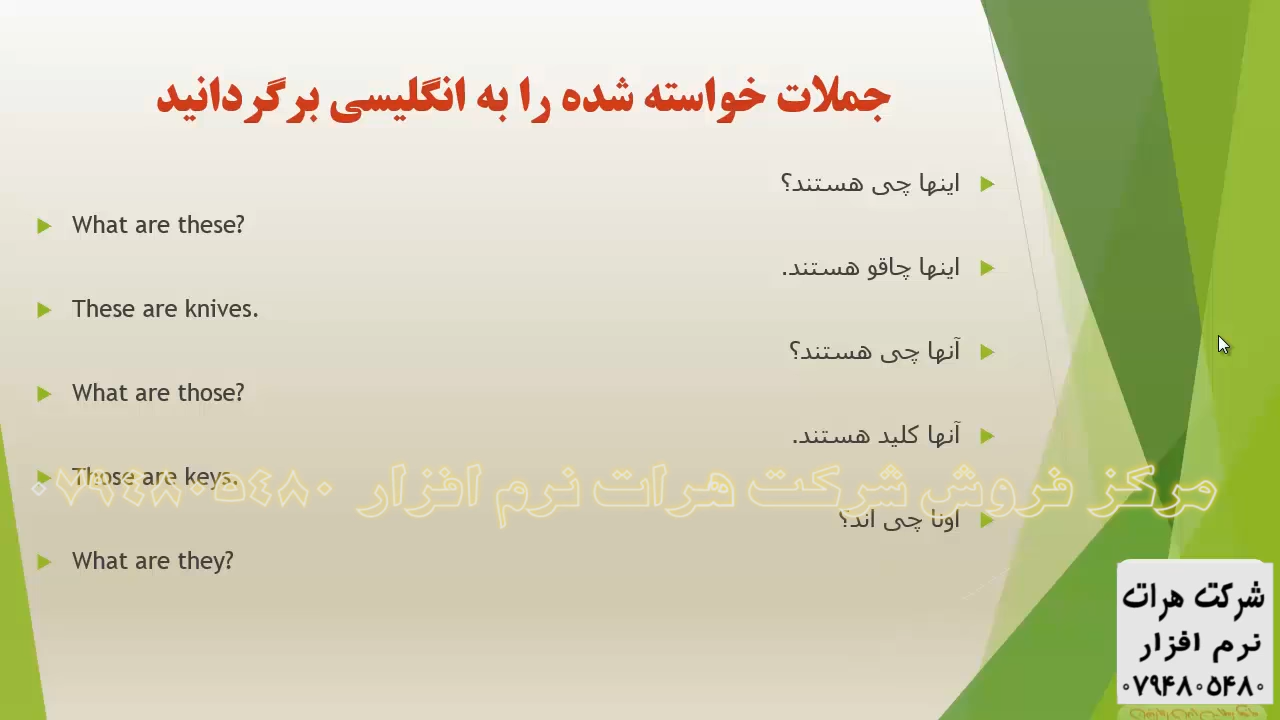 جملات خواسته شده را به انگلیسی برگردانید
اینها چی هستند؟
What are these?
اینها چاقو هستند.
These are knives.
آنها چی هستند؟
What are those?
آنها کلید هستند.
Those are keys.
مرکز فروش شرکت هرات نرم افزار ۰۷۹۴۸۰۵۴۸۰
اونا چی اند؟
What are they?
شرکت هرات
نرم افزار
۰۷۹۴۸۰۵۴۸۰